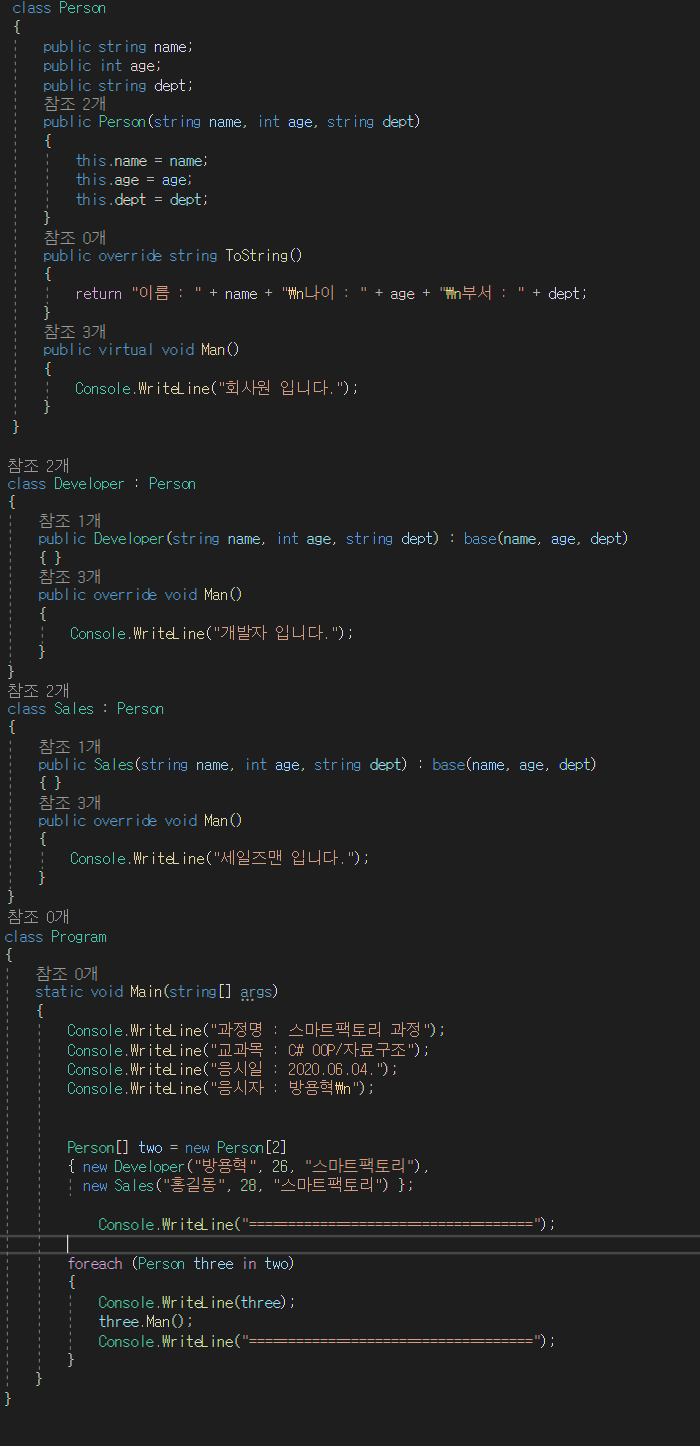 class Person
{
public string name;
public int age;
public string dept;
참조 2개
public Person(string name, int age, string dept)
{
this.name = name;
this.age = age;
this.dept = dept;
}
참조 0개
public override string ToString()
{
return "이름 : " + name + "₩n나이 : " + age + "₩n부서 : " + dept;
}
참조 3개
public virtual void Man()
{
Console.WriteLine("회사원 입니다.");
}
}
참조 2개
class Developer : Person
{
참조 1개
public Developer(string name, int age, string dept) : base(name, age, dept)
{ }
참조 3개
public override void Man()
{
Console.WriteLine("개발자 입니다.");
}
}
참조 2개
class Sales : Person
{
참조 1개
public Sales(string name, int age, string dept) : base(name, age, dept)
{ }
참조 3개
public override void Man()
{
Console.WriteLine("세일즈맨 입니다.");
}
}
참조 0개
class Program
{
참조 0개
static void Main(string[] args)
{
Console.WriteLine("과정명 : 스마트팩토리 과정");
Console.WriteLine("교과목 : C# OOP/자료구조");
Console.WriteLine("응시일 : 2020.06.04.");
Console.WriteLine("응시자 : 방용혁₩n");
Person[] two = new Person[2]
{ new Developer("방용혁", 26, "스마트팩토리"),
new Sales("홍길동", 28, "스마트팩토리") };
Console.WriteLine("====================================");
foreach (Person three in two)
{
Console.WriteLine(three);
three.Man();
Console.WriteLine("====================================");
}
}
}